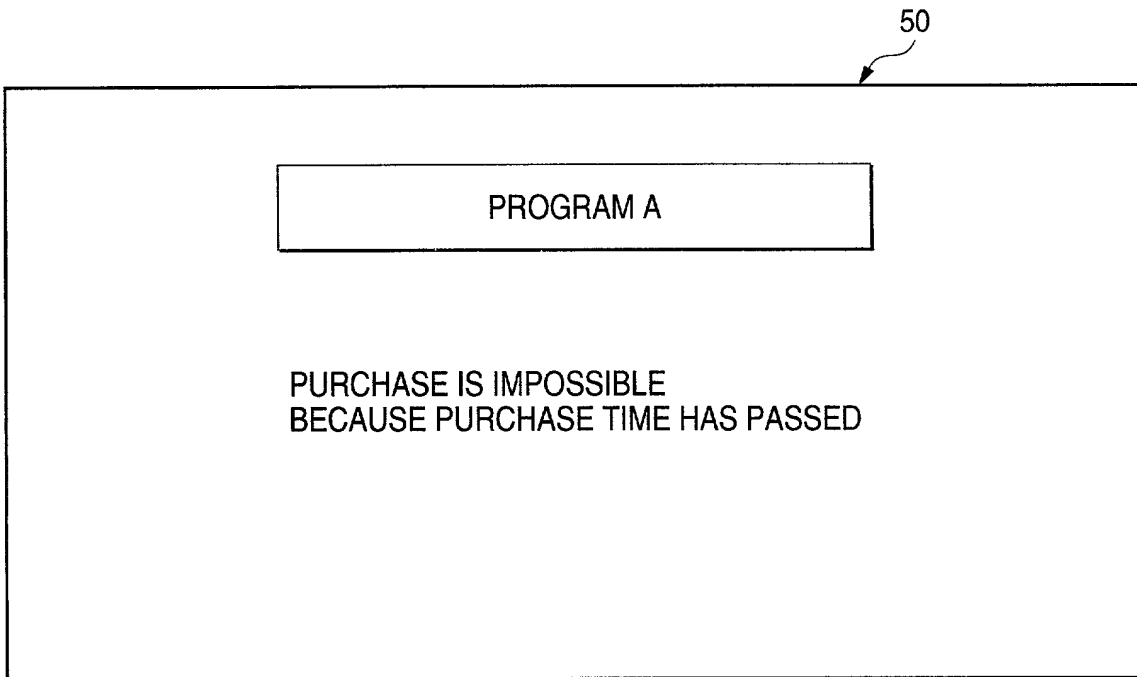 50
PROGRAM A
PURCHASE IS IMPOSSIBLE
BECAUSE PURCHASE TIME HAS PASSED